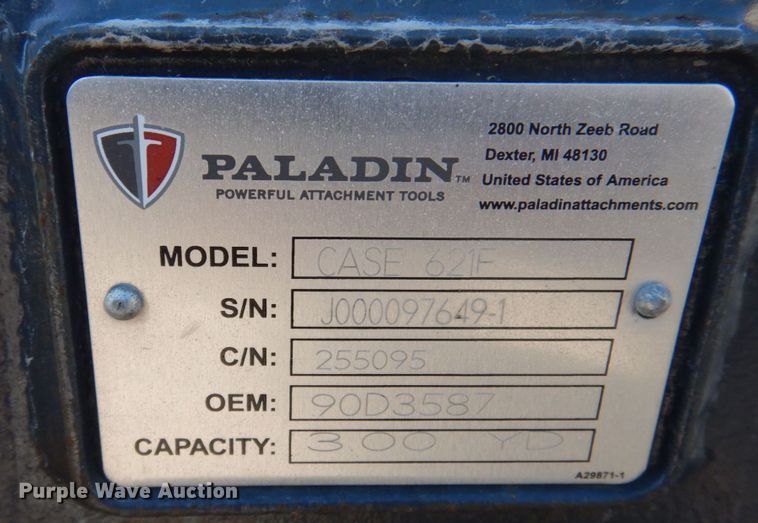 PALADIN™
POWERFUL ATTACHMENT TOOLS
2800 North Zeeb Road
Dexter, MI 48130
United States of America
www.paladinattachments.com
MODEL: CASE 621F
S/N: J000097649-1
C/N: 255095
OEM: 90D3587
CAPACITY: 3.00 YD
A29871-1
Purple Wave Auction